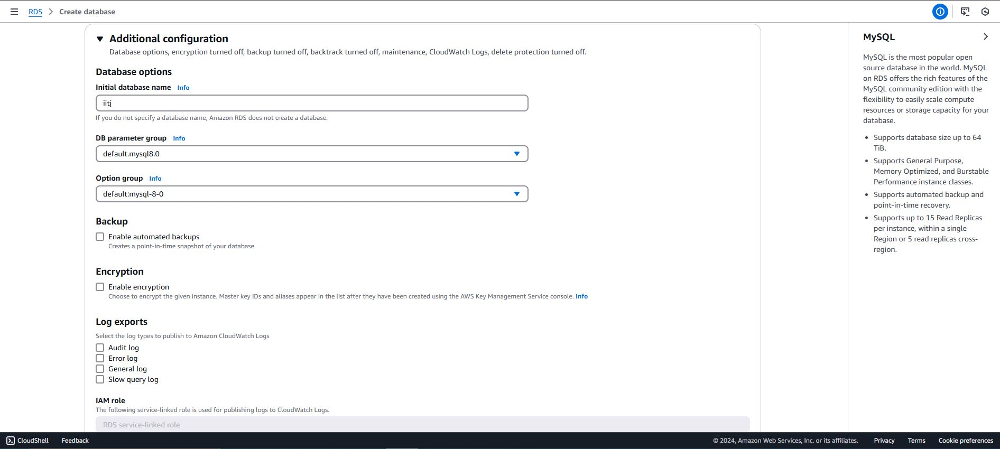 RDS > Create database
Additional configuration
Database options, encryption turned off, backup turned off, backtrack turned off, maintenance, CloudWatch Logs, delete protection turned off.
Database options
Initial database name Info
iitj
If you do not specify a database name, Amazon RDS does not create a database.
DB parameter group Info
default.mysql8.0
Option group Info
default:mysql-8-0
Backup
Enable automated backups
Creates a point-in-time snapshot of your database
Encryption
Enable encryption
Choose to encrypt the given instance. Master key IDs and aliases appear in the list after they have been created using the AWS Key Management Service console. Info
Log exports
Select the log types to publish to Amazon CloudWatch Logs
Audit log
Error log
General log
Slow query log
IAM role
The following service-linked role is used for publishing logs to CloudWatch Logs.
RDS service-linked role
MySQL
MySQL is the most popular open
source database in the world. MySQL
on RDS offers the rich features of the
MySQL community edition with the
flexibility to easily scale compute
resources or storage capacity for your
database.
• Supports database size up to 64
TiB.
• Supports General Purpose,
Memory Optimized, and Burstable
Performance instance classes.
• Supports automated backup and
point-in-time recovery.
• Supports up to 15 Read Replicas
per instance, within a single
Region or 5 read replicas cross-
region.
CloudShell Feedback © 2024, Amazon Web Services, Inc. or its affiliates. Privacy Terms Cookie preferences